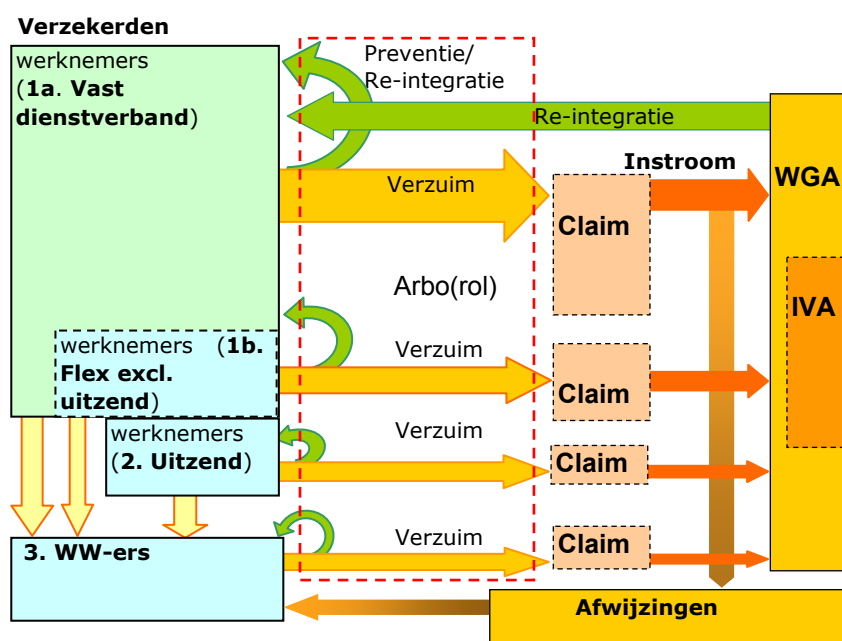 Verzekerden
werknemers
(1a. Vast
dienstverband)
Preventie/
Re-integratie
Re-integratie
Instroom
WGA
Verzuim
Claim
Arbo(rol)
IVA
werknemers (1b.
Flex excl.
uitzend)
Verzuim
Claim
werknemers
(2. Uitzend)
Verzuim
Claim
3. WW-ers
Verzuim
Claim
Afwijzingen